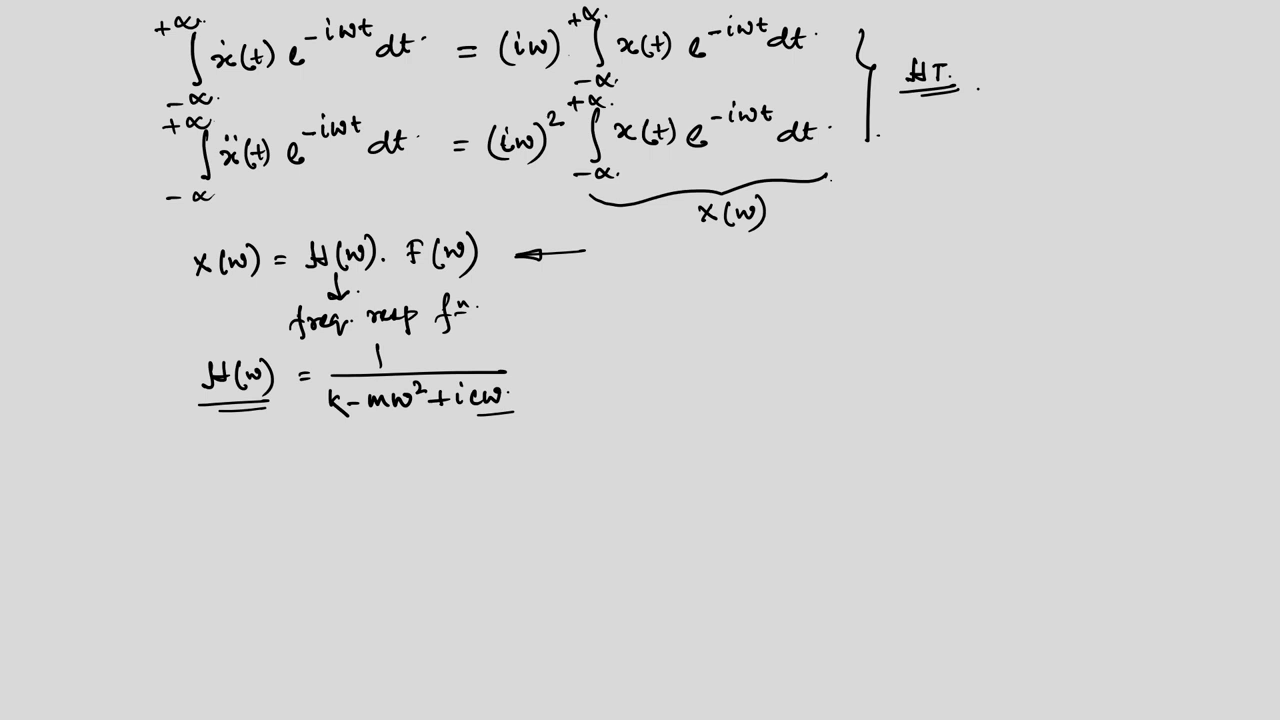 ∫_{-∝}^{+∝} ẋ(t) e^{-iωt} dt = (iω) ∫_{-∝}^{+∝} x(t) e^{-iωt} dt.
HT.
∫_{-∝}^{+∝} ẍ(t) e^{-iωt} dt = (iω)² ∫_{-∝}^{+∝} x(t) e^{-iωt} dt.
X(ω)
X(ω) = H(ω). F(ω) ←
↓
freq. resp fⁿ.
H(ω) = 1 / (k - mω² + icω)